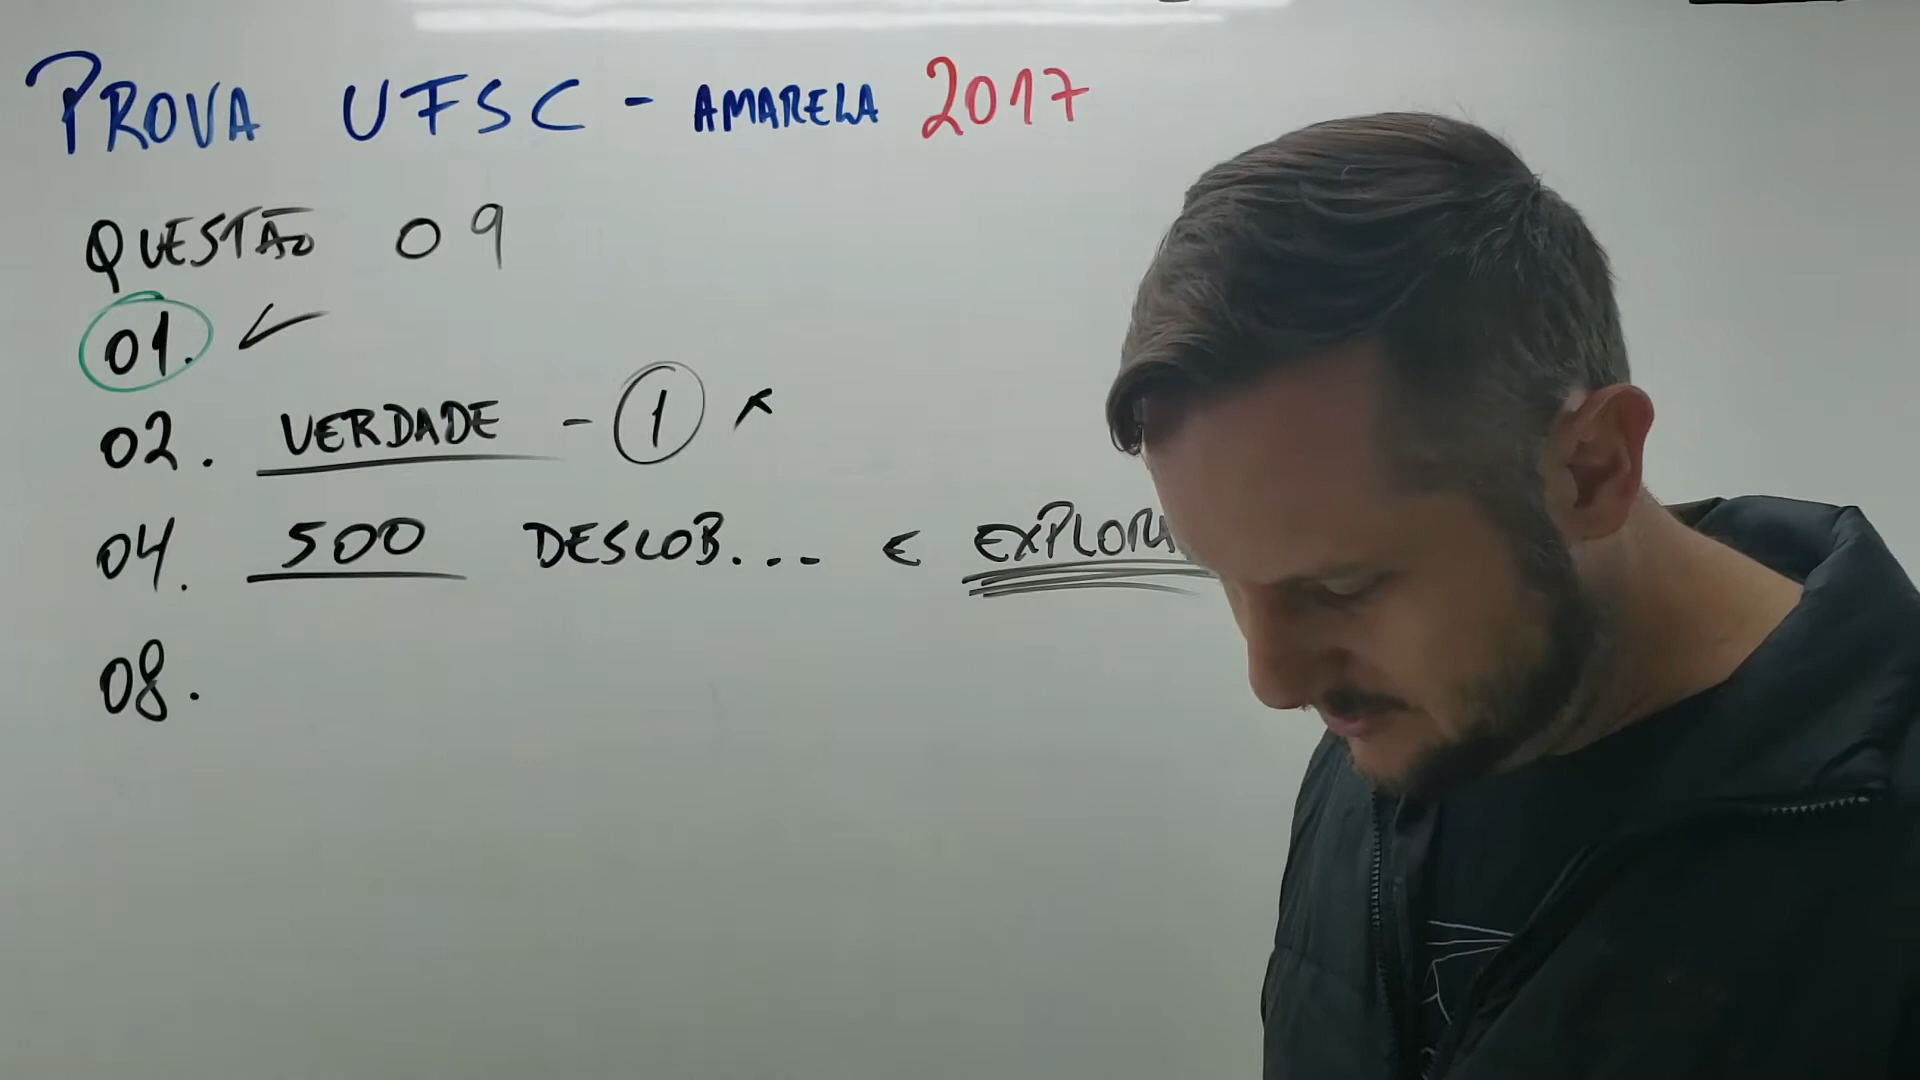 PROVA UFSC - AMARELA 2017
QUESTÃO 09
01. ✓
02. VERDADE - 1 x
04. 500 DESCOB... E
08.